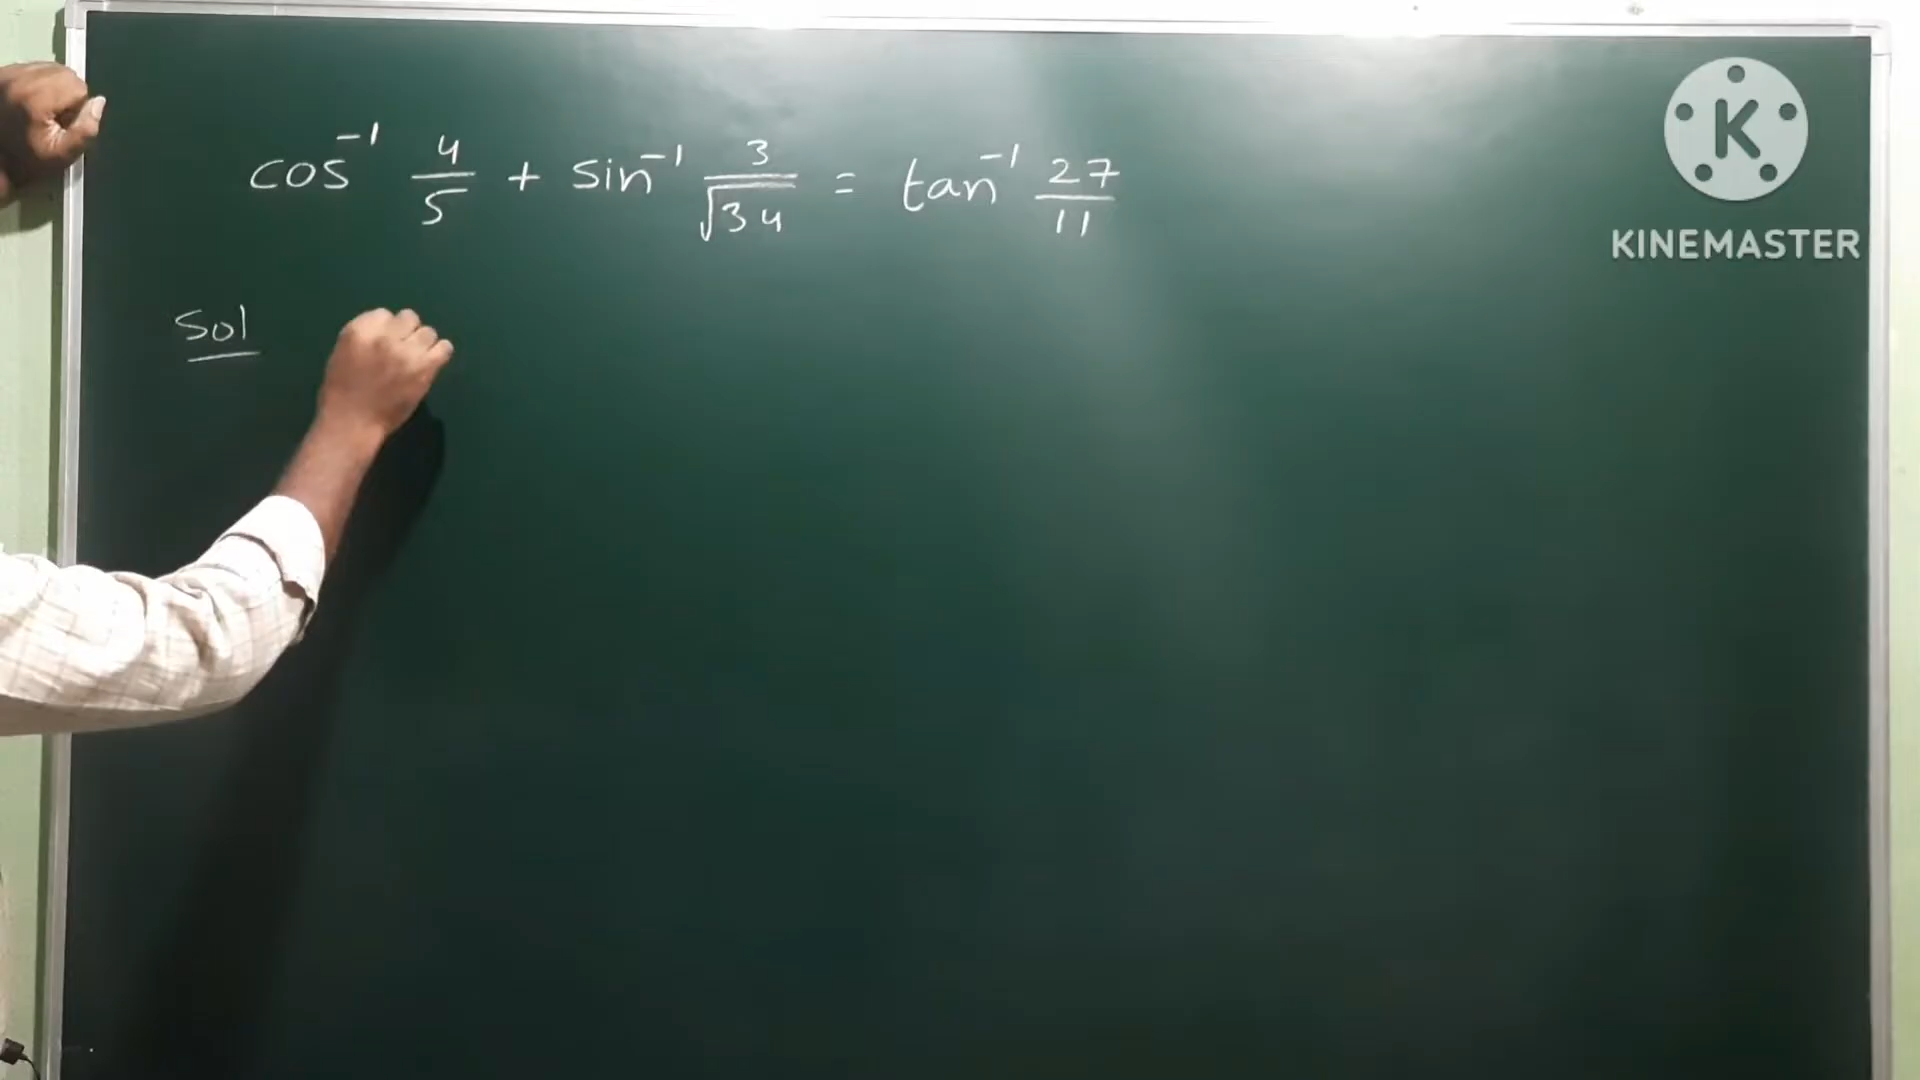 cos⁻¹ 4/5 + sin⁻¹ 3/√34 = tan⁻¹ 27/11
Sol
K
KINEMASTER